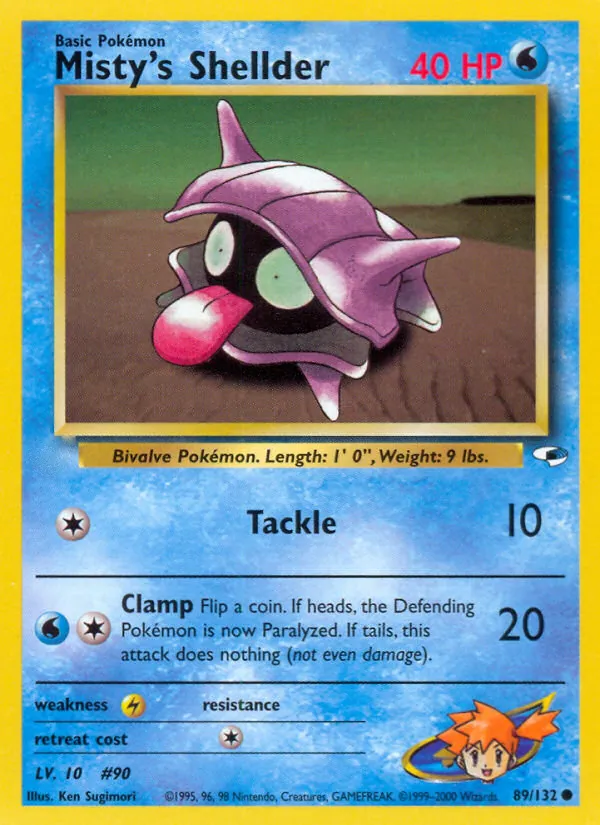 Basic Pokémon
Misty's Shellder
40 HP
Bivalve Pokémon. Length: 1' 0", Weight: 9 lbs.
Tackle 10
Clamp Flip a coin. If heads, the Defending
Pokémon is now Paralyzed. If tails, this
attack does nothing (not even damage).
20
weakness
resistance
retreat cost
LV. 10 #90
Illus. Ken Sugimori
©1995, 96, 98 Nintendo, Creatures, GAMEFREAK. ©1999-2000 Wizards.
89/132